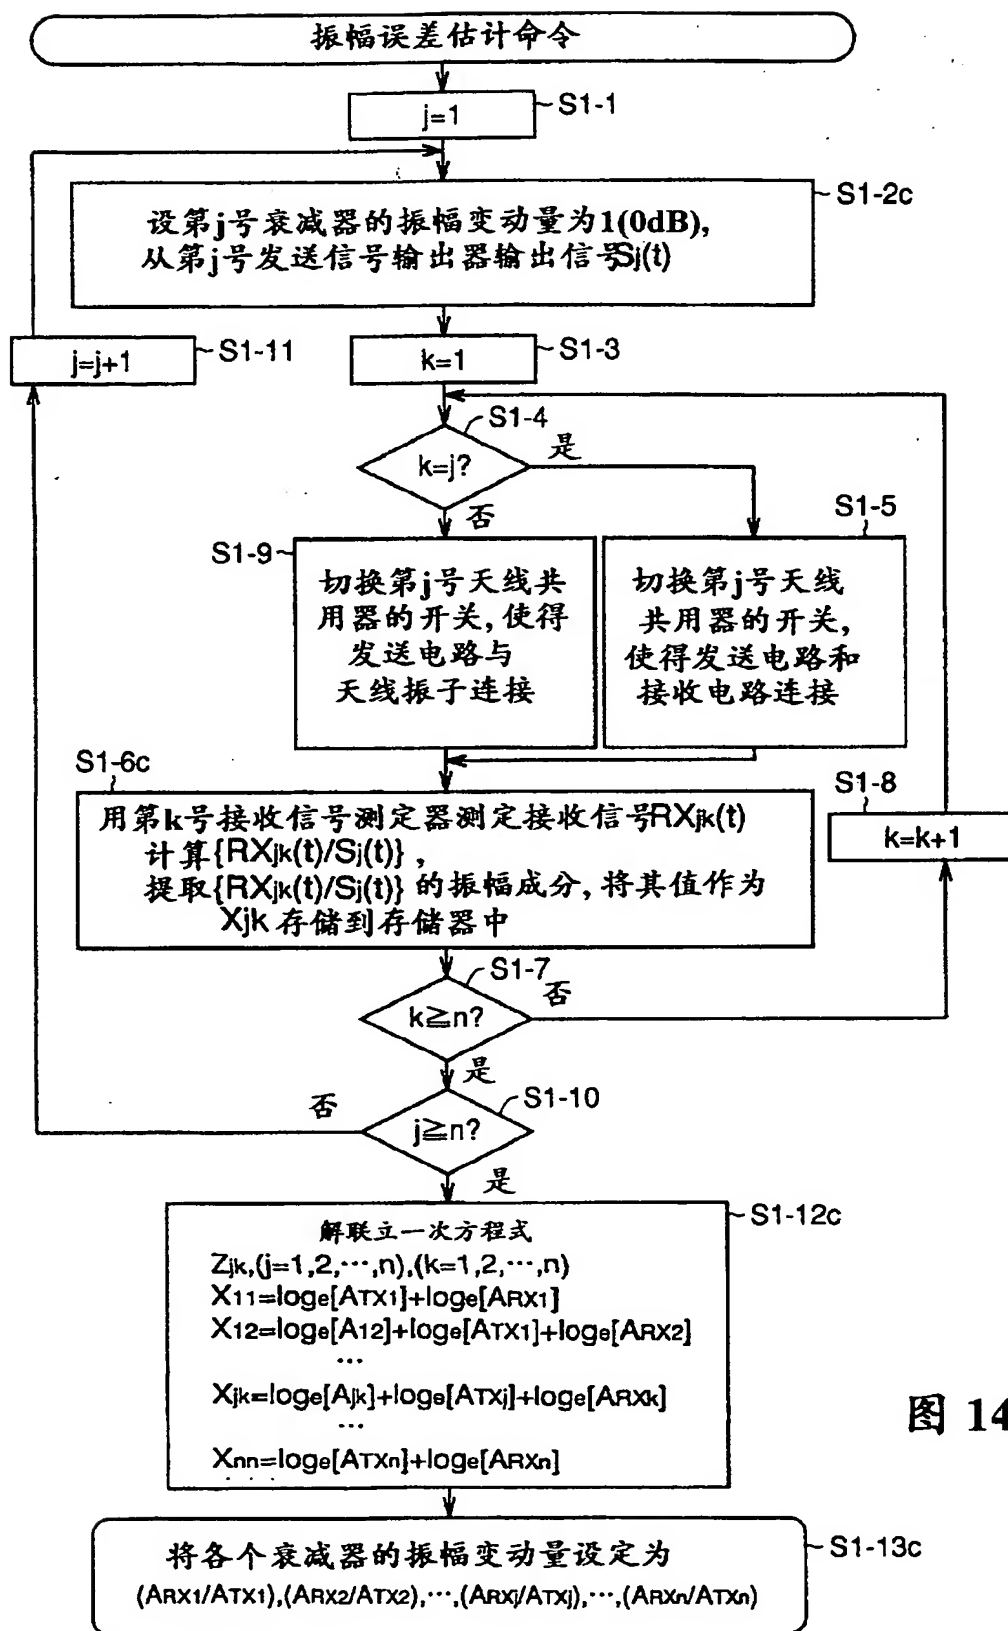 振幅误差估计命令
j=1
S1-1
S1-2c
设第j号衰减器的振幅变动量为1(0dB),
从第j号发送信号输出器输出信号Sj(t)
j=j+1
S1-11
k=1
S1-3
S1-4
k=j?
是
否
S1-9
切换第j号天线共
用器的开关,使得
发送电路与
天线振子连接
S1-5
切换第j号天线
共用器的开关,
使得发送电路和
接收电路连接
S1-6c
用第k号接收信号测定器测定接收信号RXjk(t)
计算{RXjk(t)/Sj(t)},
提取{RXjk(t)/Sj(t)}的振幅成分,将其值作为
Xjk存储到存储器中
S1-8
k=k+1
S1-7
k≧n?
否
是
S1-10
j≧n?
否
是
S1-12c
解联立一次方程式
Zjk,(j=1,2,⋯,n),(k=1,2,⋯,n)
X11=loge[ATX1]+loge[ARX1]
X12=loge[A12]+loge[ATX1]+loge[ARX2]
⋯
Xjk=loge[Ajk]+loge[ATXj]+loge[ARXk]
⋯
Xnn=loge[ATXn]+loge[ARXn]
图 14
S1-13c
将各个衰减器的振幅变动量设定为
(ARX1/ATX1),(ARX2/ATX2),⋯,(ARXj/ATXj),⋯,(ARXn/ATXn)